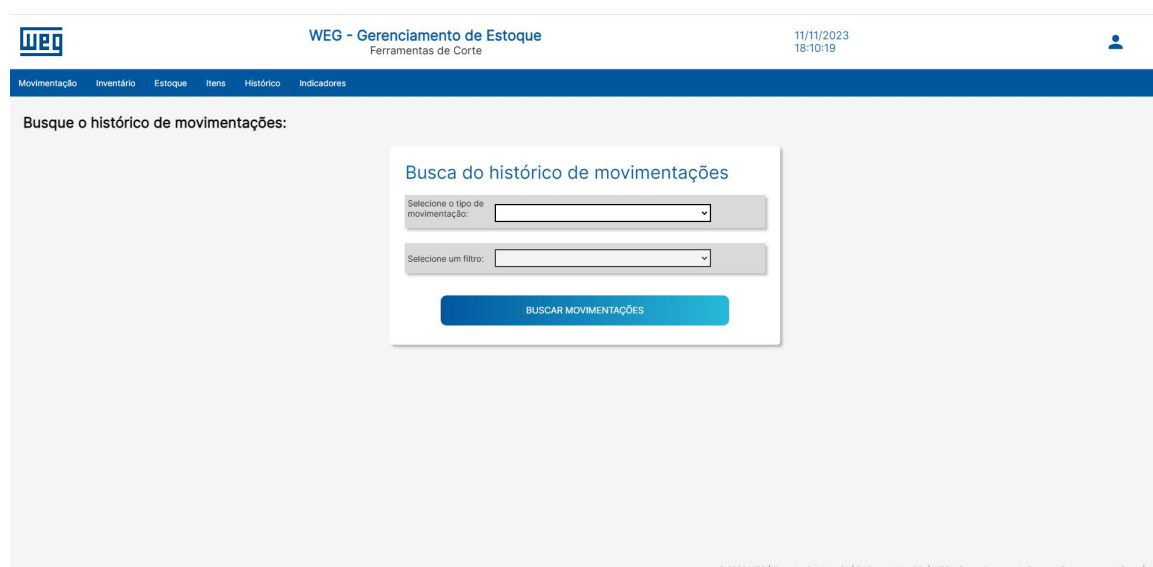 weg
WEG - Gerenciamento de Estoque
Ferramentas de Corte
11/11/2023
18:10:19
Movimentação Inventário Estoque Itens Histórico Indicadores
Busque o histórico de movimentações:
Busca do histórico de movimentações
Selecione o tipo de
movimentação:
Selecione um filtro:
BUSCAR MOVIMENTAÇÕES